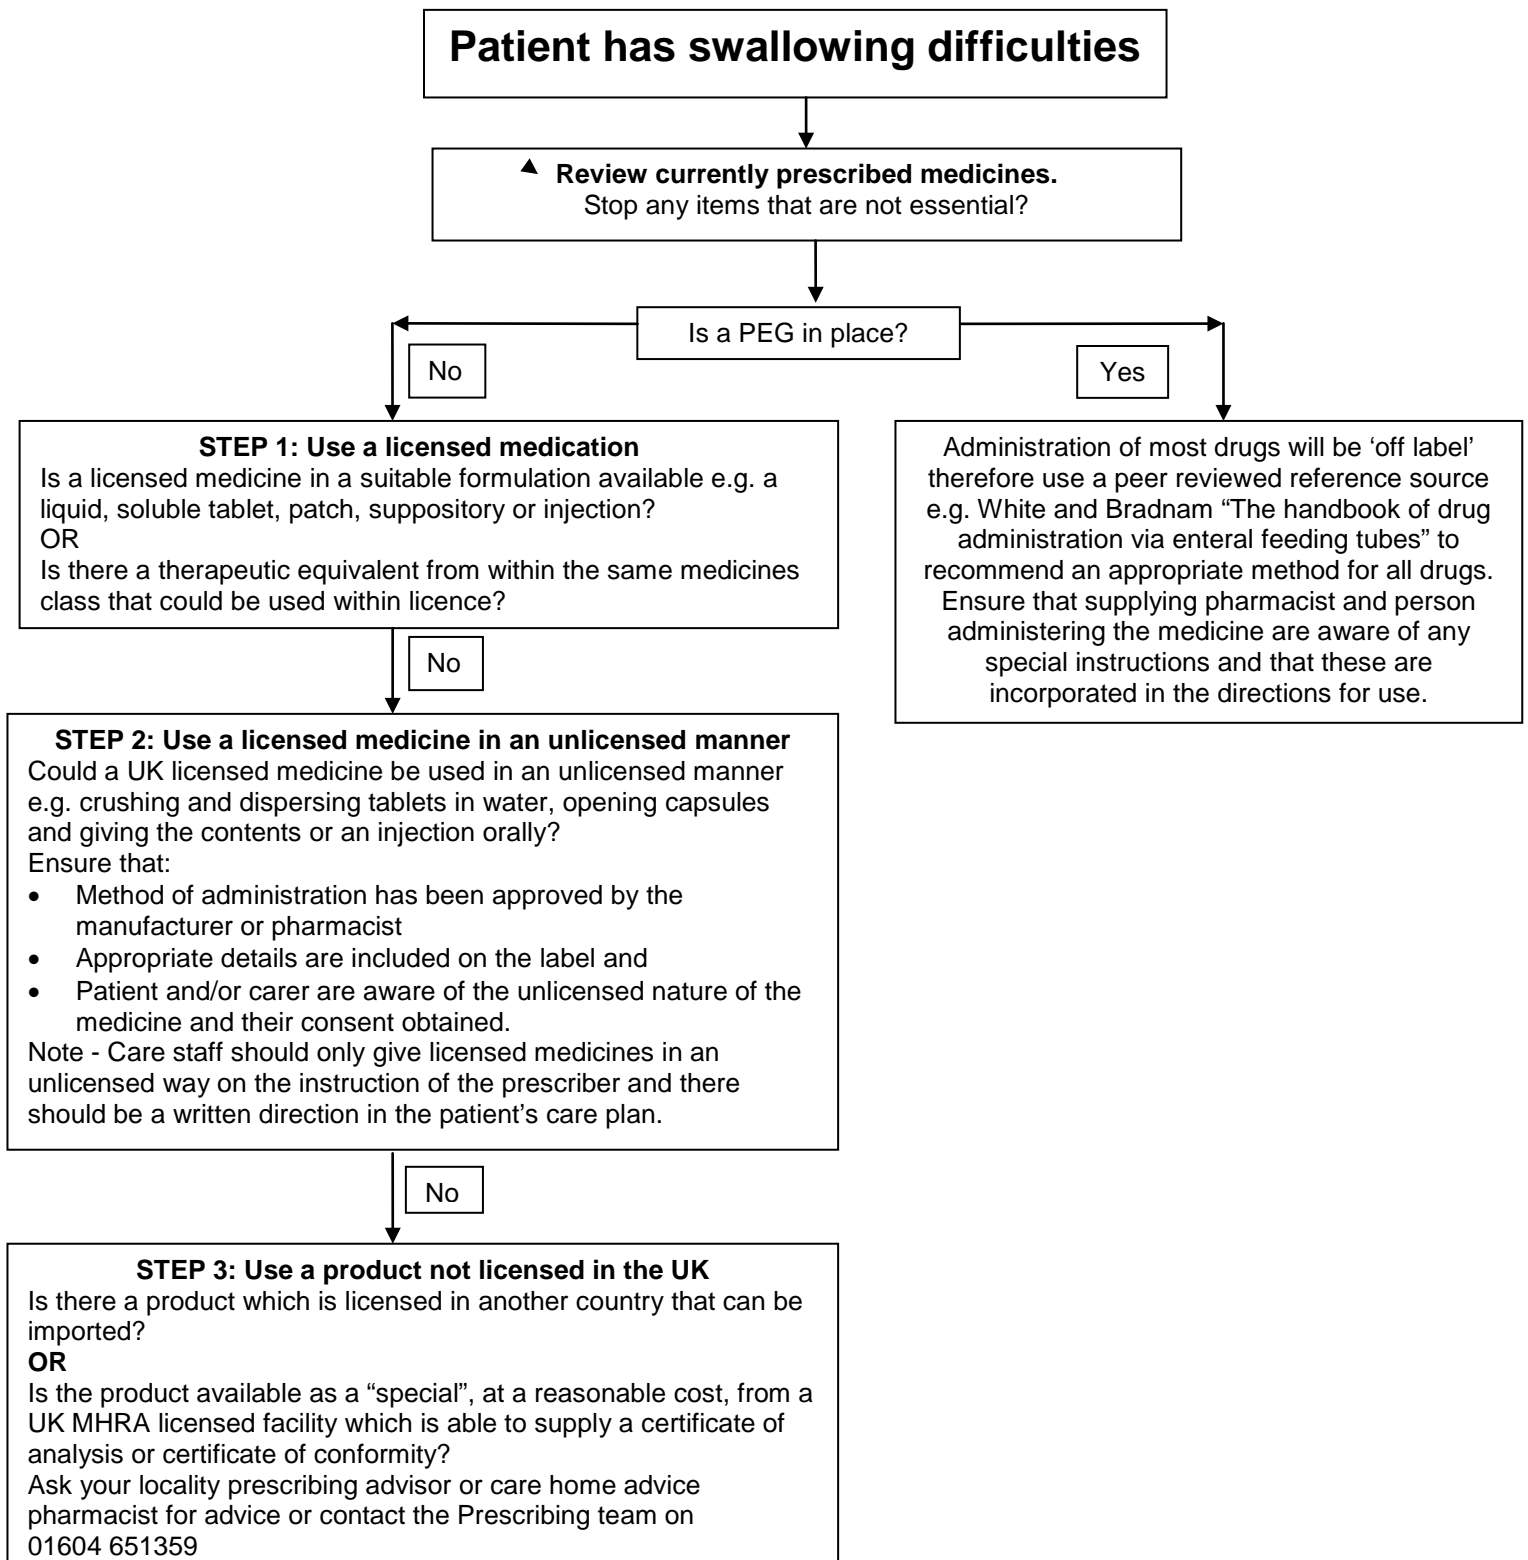 Patient has swallowing difficulties
Review currently prescribed medicines.
Stop any items that are not essential?
Is a PEG in place?
No
Yes
STEP 1: Use a licensed medication
Is a licensed medicine in a suitable formulation available e.g. a
liquid, soluble tablet, patch, suppository or injection?
OR
Is there a therapeutic equivalent from within the same medicines
class that could be used within licence?
Administration of most drugs will be ‘off label’
therefore use a peer reviewed reference source
e.g. White and Bradnam “The handbook of drug
administration via enteral feeding tubes” to
recommend an appropriate method for all drugs.
Ensure that supplying pharmacist and person
administering the medicine are aware of any
special instructions and that these are
incorporated in the directions for use.
No
STEP 2: Use a licensed medicine in an unlicensed manner
Could a UK licensed medicine be used in an unlicensed manner
e.g. crushing and dispersing tablets in water, opening capsules
and giving the contents or an injection orally?
Ensure that:
• Method of administration has been approved by the
manufacturer or pharmacist
• Appropriate details are included on the label and
• Patient and/or carer are aware of the unlicensed nature of the
medicine and their consent obtained.
Note - Care staff should only give licensed medicines in an
unlicensed way on the instruction of the prescriber and there
should be a written direction in the patient’s care plan.
No
STEP 3: Use a product not licensed in the UK
Is there a product which is licensed in another country that can be
imported?
OR
Is the product available as a “special”, at a reasonable cost, from a
UK MHRA licensed facility which is able to supply a certificate of
analysis or certificate of conformity?
Ask your locality prescribing advisor or care home advice
pharmacist for advice or contact the Prescribing team on
01604 651359